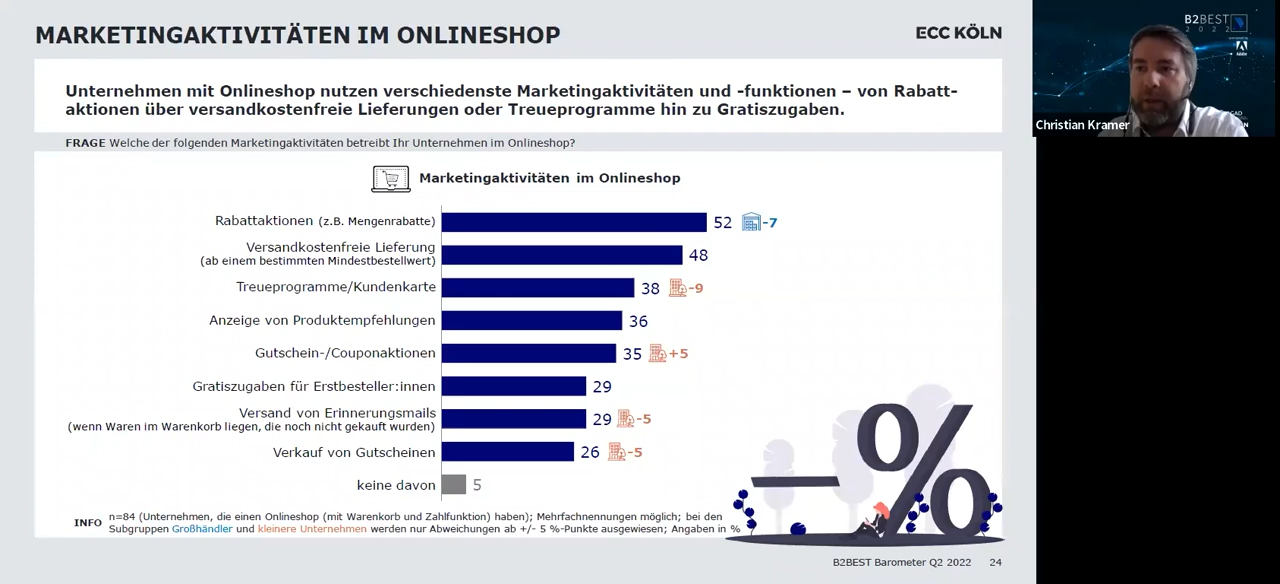 MARKETINGAKTIVITÄTEN IM ONLINESHOP
ECC KÖLN
Unternehmen mit Onlineshop nutzen verschiedenste Marketingaktivitäten und -funktionen – von Rabatt-
aktionen über versandkostenfreie Lieferungen oder Treueprogramme hin zu Gratiszugaben.
FRAGE Welche der folgenden Marketingaktivitäten betreibt Ihr Unternehmen im Onlineshop?
Marketingaktivitäten im Onlineshop
Rabattaktionen (z.B. Mengenrabatte) 52 -7
Versandkostenfreie Lieferung
(ab einem bestimmten Mindestbestellwert) 48
Treueprogramme/Kundenkarte 38 -9
Anzeige von Produktempfehlungen 36
Gutschein-/Couponaktionen 35 +5
Gratiszugaben für Erstbesteller:innen 29
Versand von Erinnerungsmails
(wenn Waren im Warenkorb liegen, die noch nicht gekauft wurden) 29 -5
Verkauf von Gutscheinen 26 -5
keine davon 5
-%
INFO n=84 (Unternehmen, die einen Onlineshop (mit Warenkorb und Zahlfunktion) haben); Mehrfachnennungen möglich; bei den
Subgruppen Großhändler und kleinere Unternehmen werden nur Abweichungen ab +/- 5 %-Punkte ausgewiesen; Angaben in %
B2BEST Barometer Q2 2022 24
B2BEST
2022
Adobe
Christian Kramer